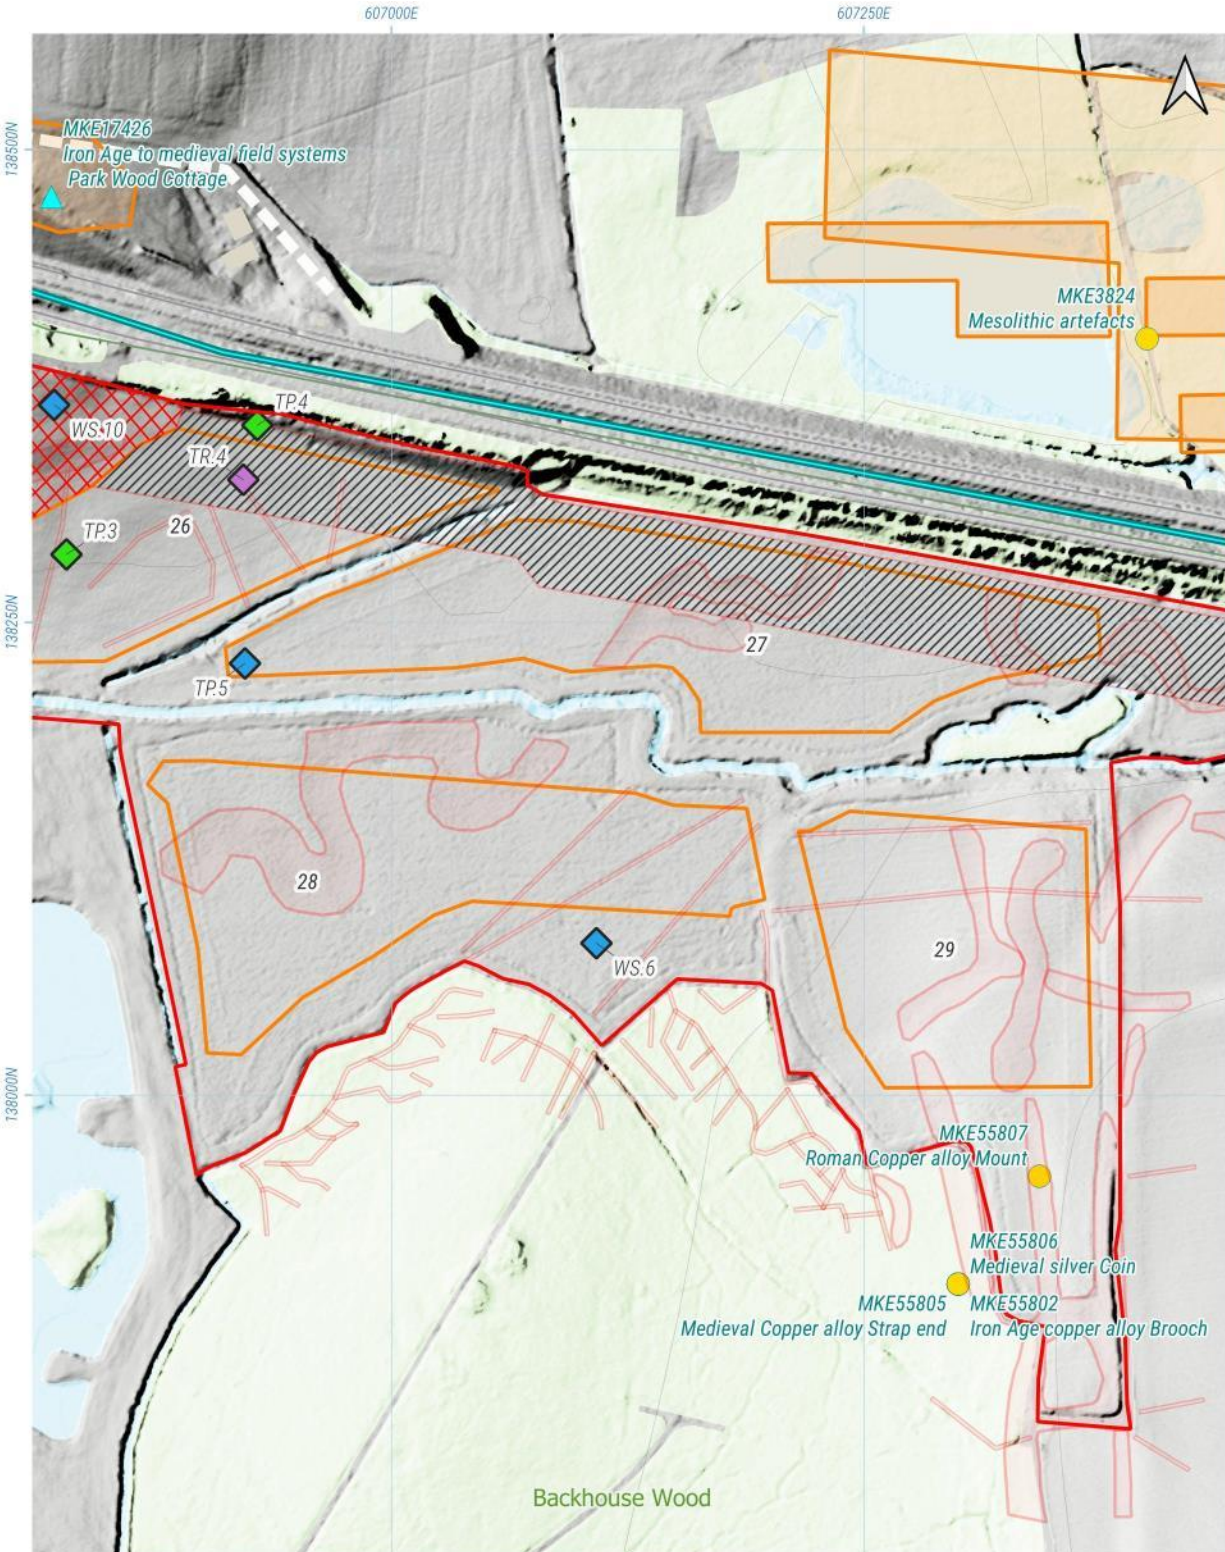 607000E
607250E
138500N
MKE17426
Iron Age to medieval field systems
Park Wood Cottage
MKE3824
Mesolithic artefacts
TP.4
WS.10
TR.4
26
TP.3
138250N
27
TP.5
28
29
WS.6
138000N
MKE55807
Roman Copper alloy Mount
MKE55806
Medieval silver Coin
MKE55805
Medieval Copper alloy Strap end
MKE55802
Iron Age copper alloy Brooch
Backhouse Wood